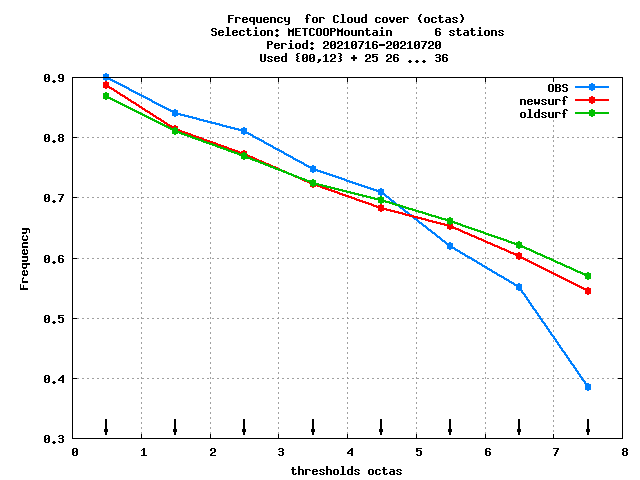 Frequency  for Cloud cover (octas)
Selection: METCOOPMountain      6 stations
Period: 20210716-20210720
Used {00,12} + 25 26 ... 36
OBS
newsurf
oldsurf
0.9
0.8
0.7
0.6
0.5
0.4
0.3
Frequency
0 1 2 3 4 5 6 7 8
thresholds octas